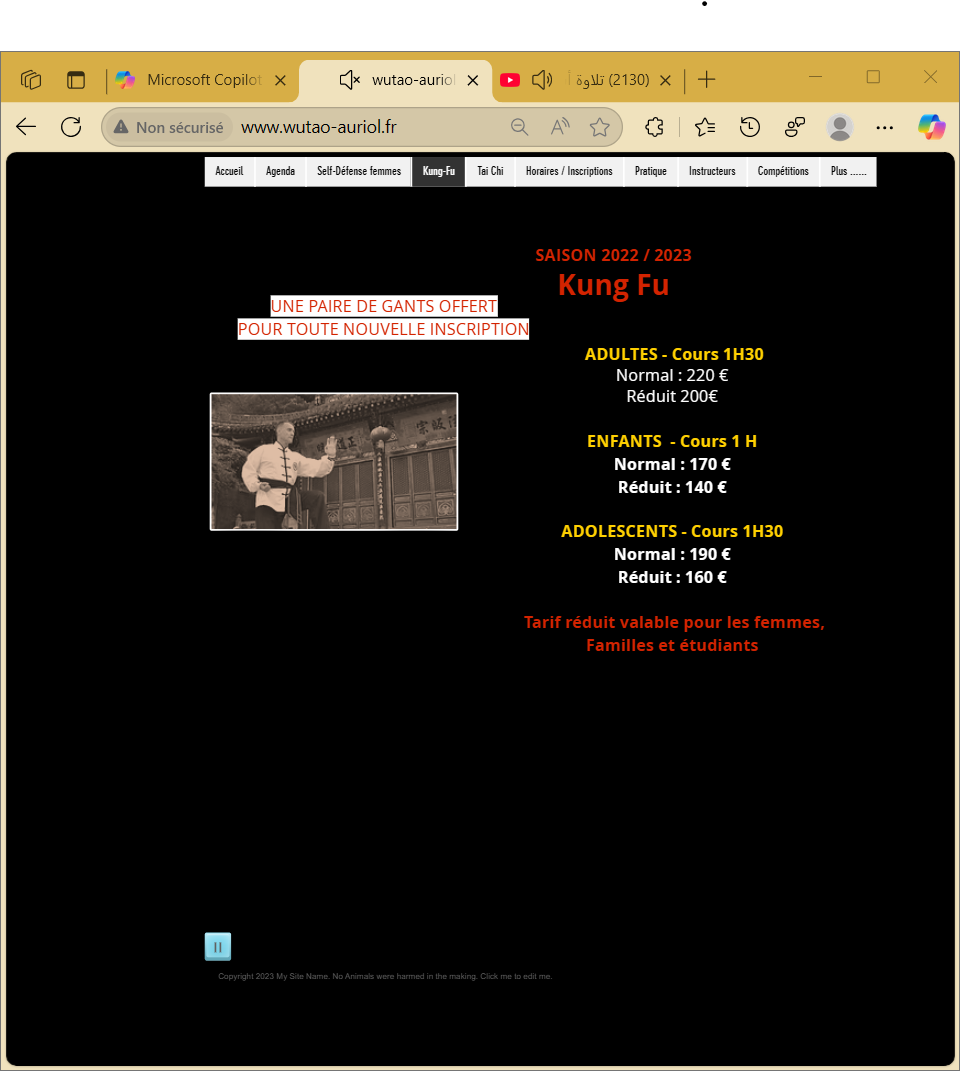 Microsoft Copilot
wutao-auriol
(2130) تلاوة
Non sécurisé
www.wutao-auriol.fr
Accueil
Agenda
Self-Défense femmes
Kung-Fu
Tai Chi
Horaires / Inscriptions
Pratique
Instructeurs
Compétitions
Plus ......
SAISON 2022 / 2023
Kung Fu
UNE PAIRE DE GANTS OFFERT
POUR TOUTE NOUVELLE INSCRIPTION
ADULTES - Cours 1H30
Normal : 220 €
Réduit 200€
ENFANTS - Cours 1 H
Normal : 170 €
Réduit : 140 €
ADOLESCENTS - Cours 1H30
Normal : 190 €
Réduit : 160 €
Tarif réduit valable pour les femmes,
Familles et étudiants
Copyright 2023 My Site Name. No Animals were harmed in the making. Click me to edit me.